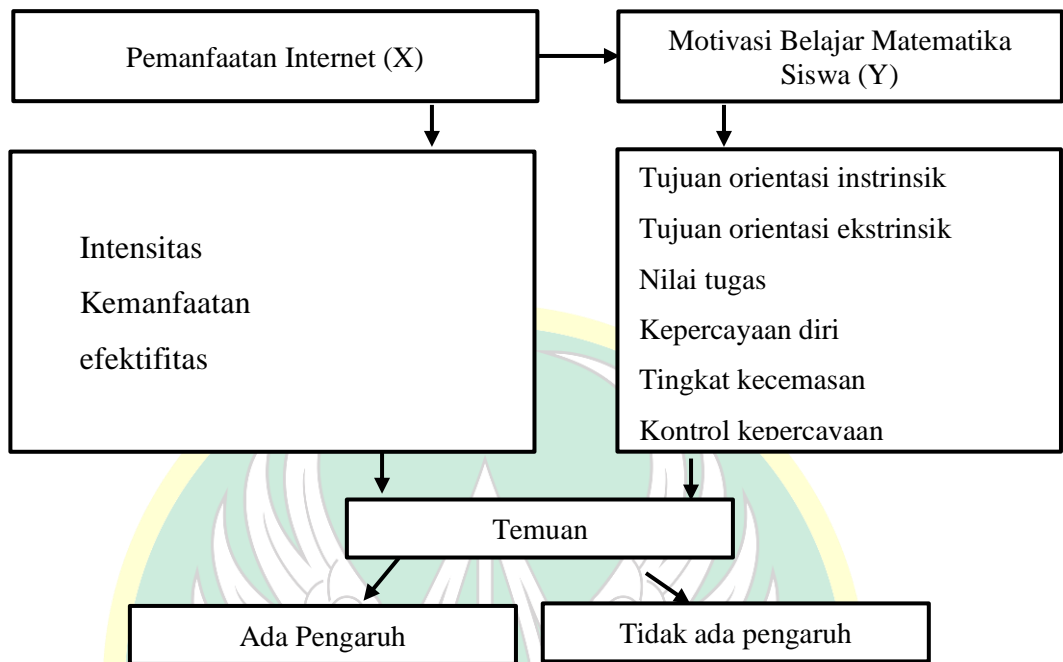 Pemanfaatan Internet (X)
Motivasi Belajar Matematika
Siswa (Y)
Intensitas
Kemanfaatan
efektifitas
Tujuan orientasi instrinsik
Tujuan orientasi ekstrinsik
Nilai tugas
Kepercayaan diri
Tingkat kecemasan
Kontrol kepercayaan
Temuan
Ada Pengaruh
Tidak ada pengaruh